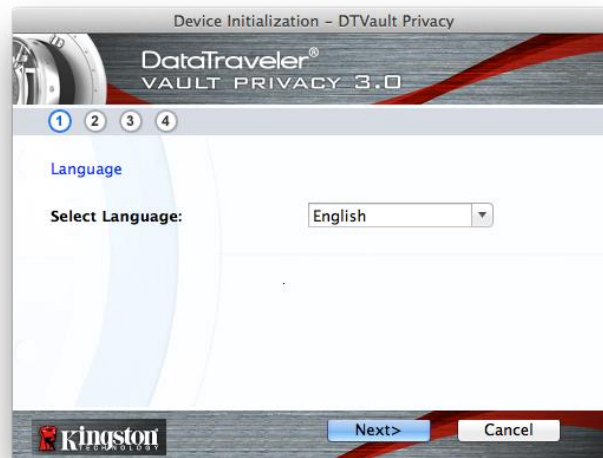 Device Initialization – DTVault Privacy
DataTraveler®
VAULT PRIVACY 3.0
1 2 3 4
Language
Select Language: English
Kingston
TECHNOLOGY
Next> Cancel